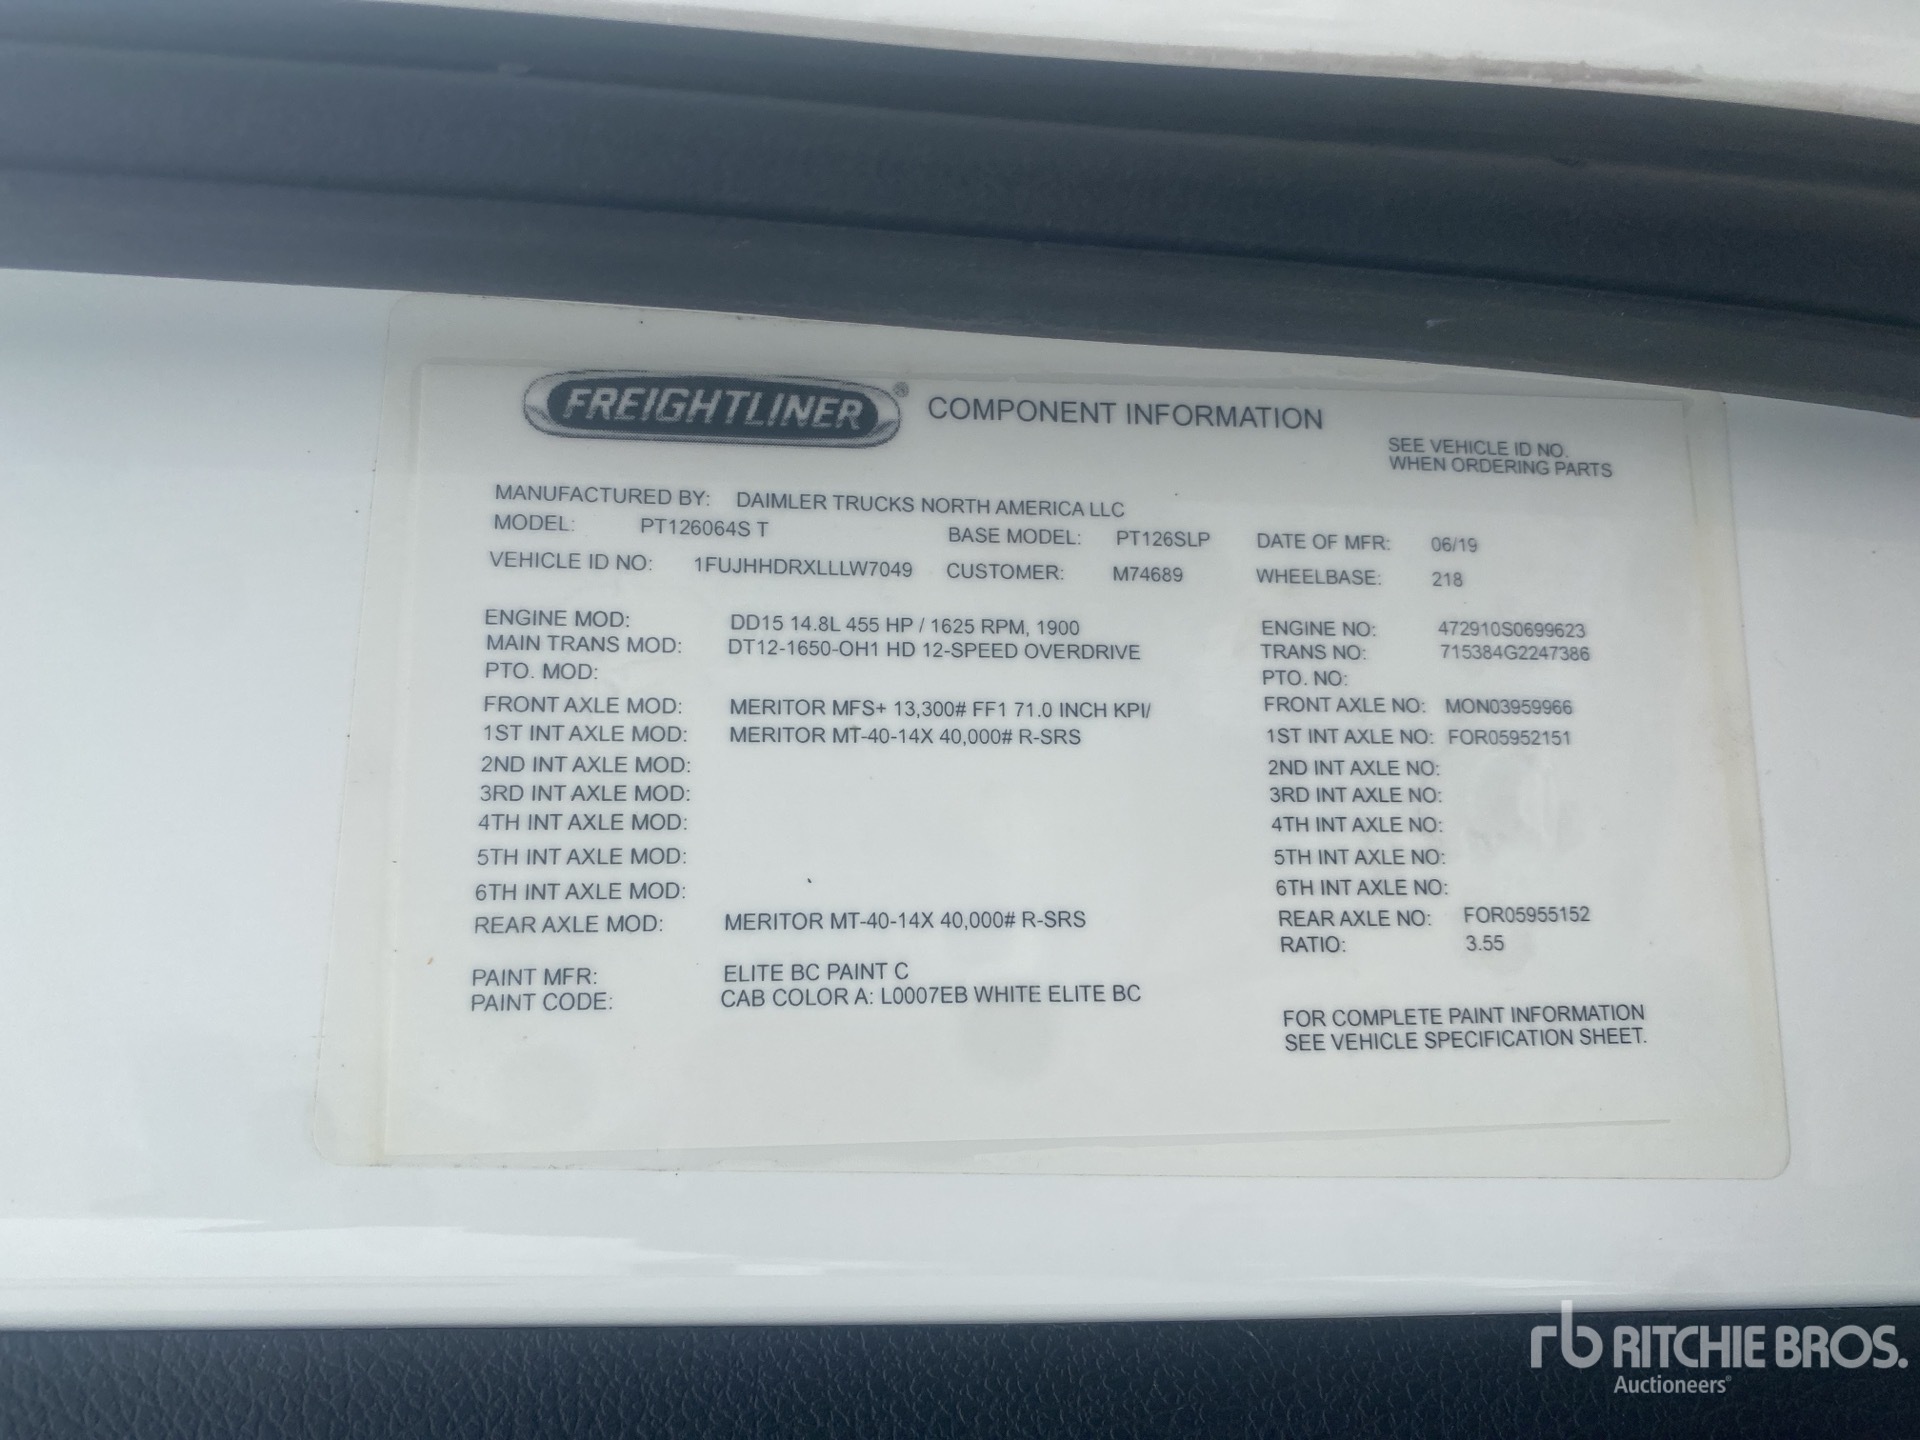 FREIGHTLINER® COMPONENT INFORMATION
SEE VEHICLE ID NO.
WHEN ORDERING PARTS
MANUFACTURED BY: DAIMLER TRUCKS NORTH AMERICA LLC
MODEL: PT126064S T BASE MODEL: PT126SLP DATE OF MFR: 06/19
VEHICLE ID NO: 1FUJHHDRXLLLW7049 CUSTOMER: M74689 WHEELBASE: 218
ENGINE MOD: DD15 14.8L 455 HP / 1625 RPM, 1900 ENGINE NO: 472910S0699623
MAIN TRANS MOD: DT12-1650-OH1 HD 12-SPEED OVERDRIVE TRANS NO: 715384G2247386
PTO. MOD: PTO. NO:
FRONT AXLE MOD: MERITOR MFS+ 13,300# FF1 71.0 INCH KPI/ FRONT AXLE NO: MON03959966
1ST INT AXLE MOD: MERITOR MT-40-14X 40,000# R-SRS 1ST INT AXLE NO: FOR05952151
2ND INT AXLE MOD: 2ND INT AXLE NO:
3RD INT AXLE MOD: 3RD INT AXLE NO:
4TH INT AXLE MOD: 4TH INT AXLE NO:
5TH INT AXLE MOD: 5TH INT AXLE NO:
6TH INT AXLE MOD: 6TH INT AXLE NO:
REAR AXLE MOD: MERITOR MT-40-14X 40,000# R-SRS REAR AXLE NO: FOR05955152
RATIO: 3.55
PAINT MFR: ELITE BC PAINT C
PAINT CODE: CAB COLOR A: L0007EB WHITE ELITE BC
FOR COMPLETE PAINT INFORMATION
SEE VEHICLE SPECIFICATION SHEET.
rb RITCHIE BROS.
Auctioneers®